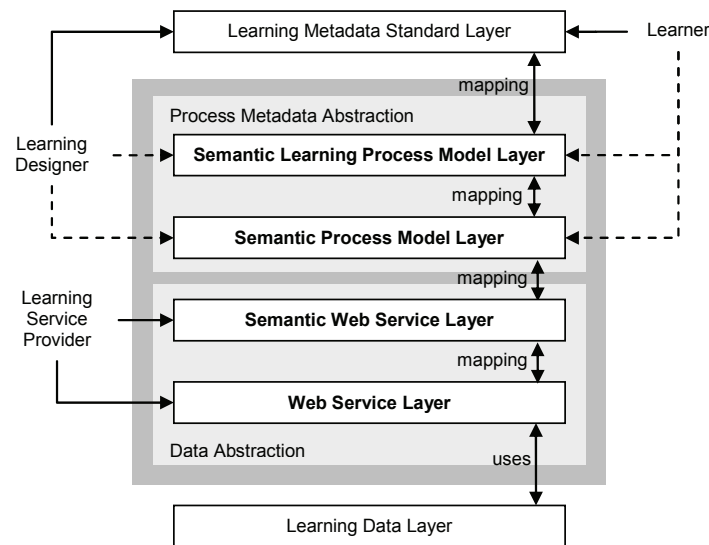 Learning Metadata Standard Layer
Learner
mapping
Process Metadata Abstraction
Learning
Designer
Semantic Learning Process Model Layer
mapping
Semantic Process Model Layer
mapping
Learning
Service
Provider
Semantic Web Service Layer
mapping
Web Service Layer
Data Abstraction
uses
Learning Data Layer